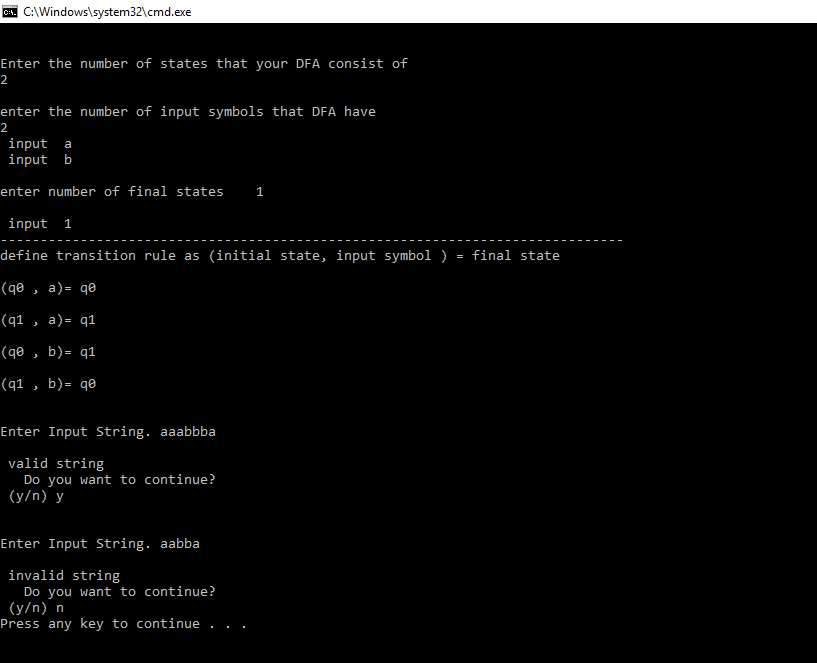 C:\Windows\system32\cmd.exe
Enter the number of states that your DFA consist of
2
enter the number of input symbols that DFA have
2
input  a
input  b
enter number of final states    1
input  1
------------------------------------------------------------------------------
define transition rule as (initial state, input symbol ) = final state
(q0 , a)= q0
(q1 , a)= q1
(q0 , b)= q1
(q1 , b)= q0
Enter Input String. aaabbba
valid string
Do you want to continue?
(y/n) y
Enter Input String. aabba
invalid string
Do you want to continue?
(y/n) n
Press any key to continue . . .